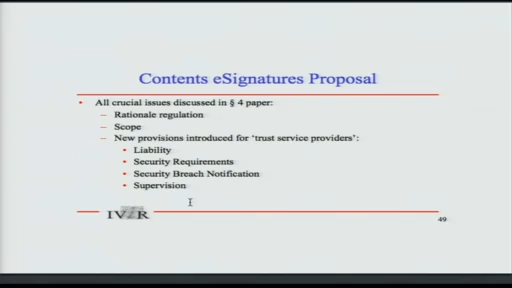 Contents eSignatures Proposal
• All crucial issues discussed in § 4 paper:
– Rationale regulation
– Scope
– New provisions introduced for ‘trust service providers’:
• Liability
• Security Requirements
• Security Breach Notification
• Supervision
IViR
49